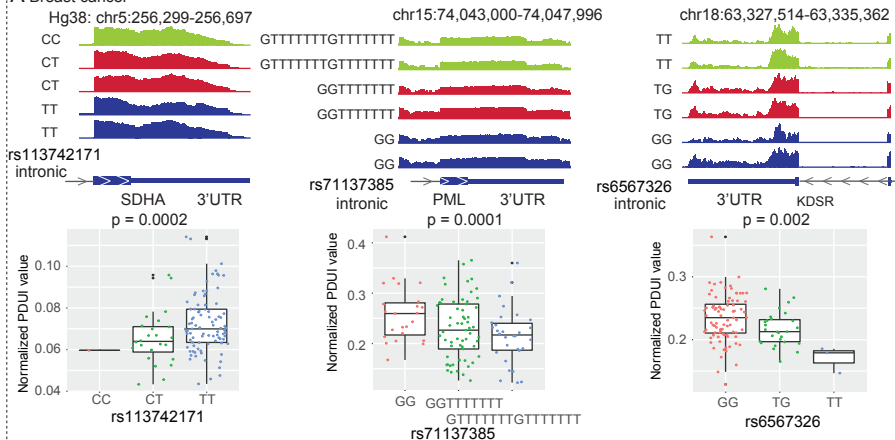 A Breast cancer
Hg38: chr5:256,299-256,697
CC
CT
CT
TT
TT
rs113742171
intronic
SDHA 3'UTR
p = 0.0002
Normalized PDUI value
0.10
0.08
0.06
0.04
CC CT TT
rs113742171
chr15:74,043,000-74,047,996
GTTTTTTTGTTTTTTT
GTTTTTTTGTTTTTTT
GGTTTTTTT
GGTTTTTTT
GG
GG
rs71137385
intronic
PML 3'UTR
p = 0.0001
Normalized PDUI value
0.4
0.3
0.2
GG GGTTTTTTT
GTTTTTTTGTTTTTTT
rs71137385
chr18:63,327,514-63,335,362
TT
TT
TG
TG
GG
GG
rs6567326
intronic
3'UTR KDSR
p = 0.002
Normalized PDUI value
0.3
0.2
GG TG TT
rs6567326